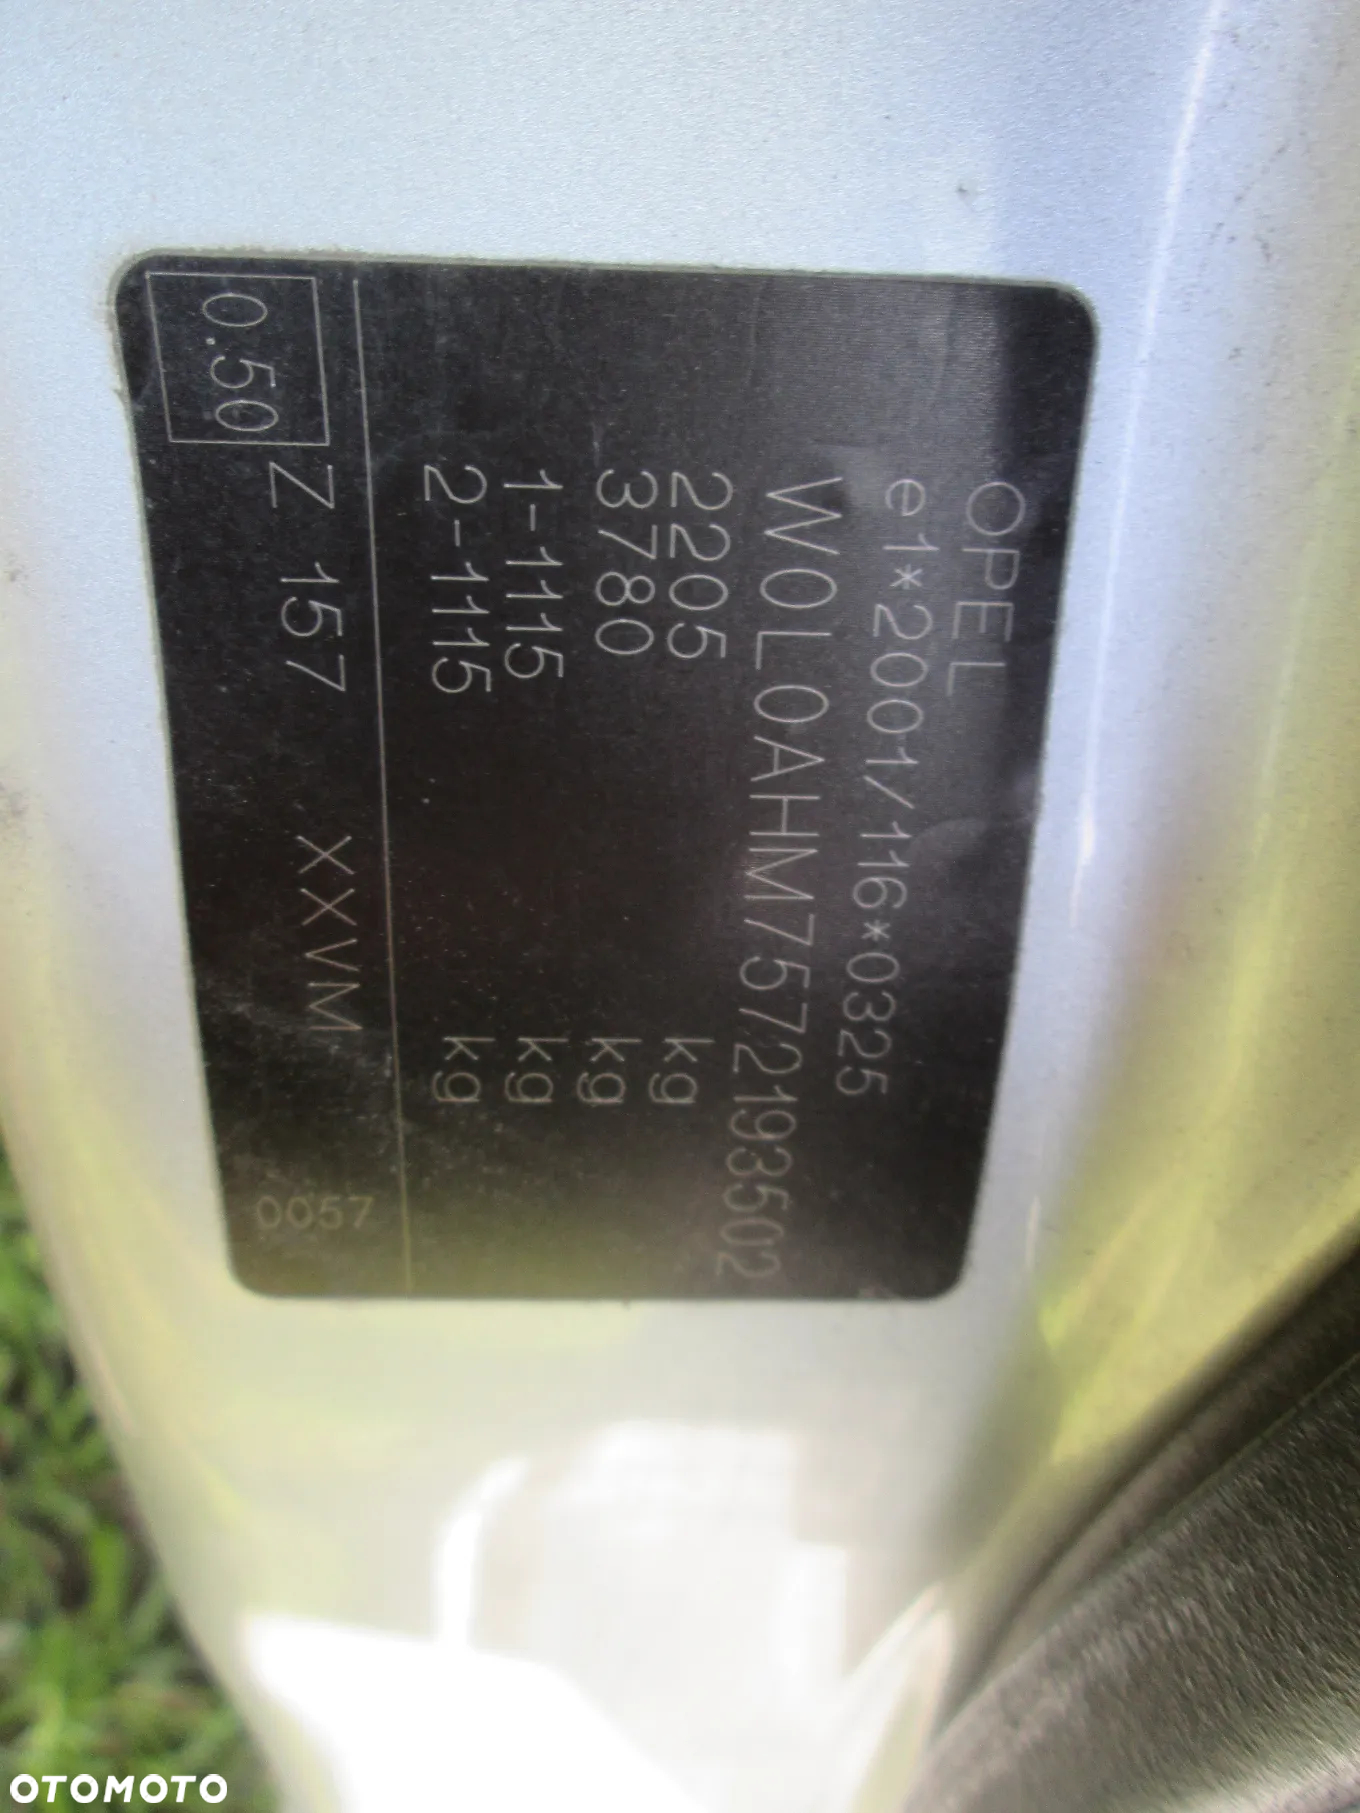 OPEL
e1*2001/116*0325
W0L0AHM7572193502
2205 kg
3780 kg
1-1115 kg
2-1115 kg
0.50 Z 157 XXVM 0057
OTOMOTO